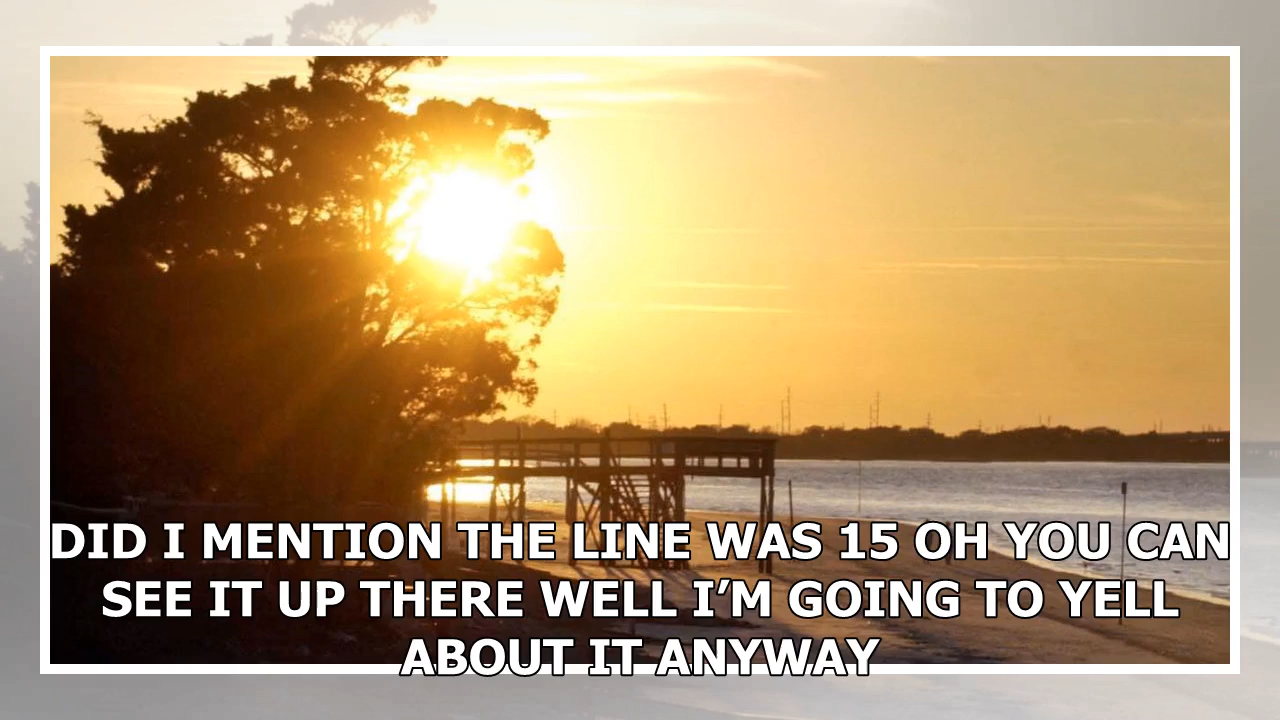 DID I MENTION THE LINE WAS 15 OH YOU CAN
SEE IT UP THERE WELL I’M GOING TO YELL
ABOUT IT ANYWAY